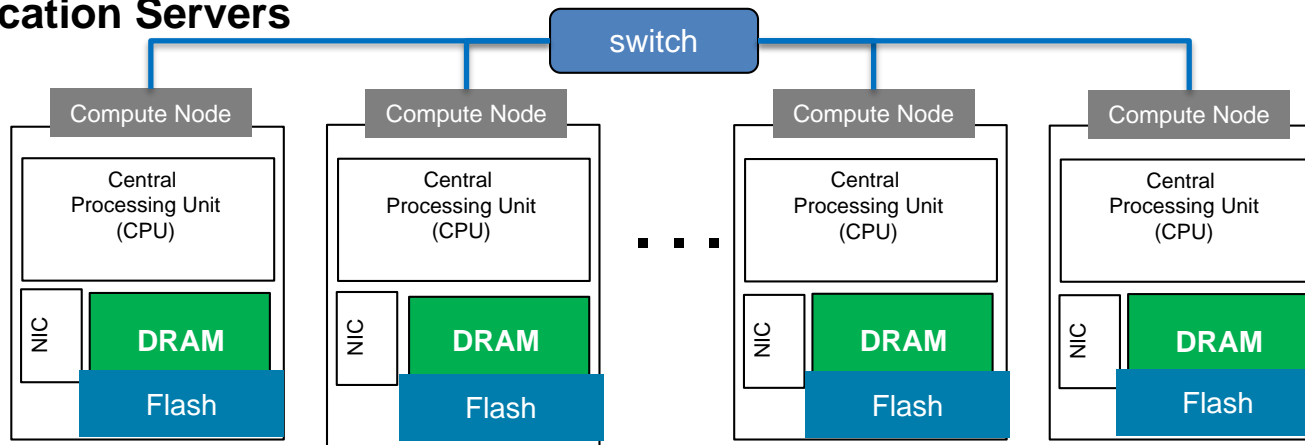 cation Servers
switch
Compute Node
Compute Node
Compute Node
Compute Node
Central
Processing Unit
(CPU)
Central
Processing Unit
(CPU)
Central
Processing Unit
(CPU)
Central
Processing Unit
(CPU)
. . .
NIC
DRAM
Flash
NIC
DRAM
Flash
NIC
DRAM
Flash
NIC
DRAM
Flash